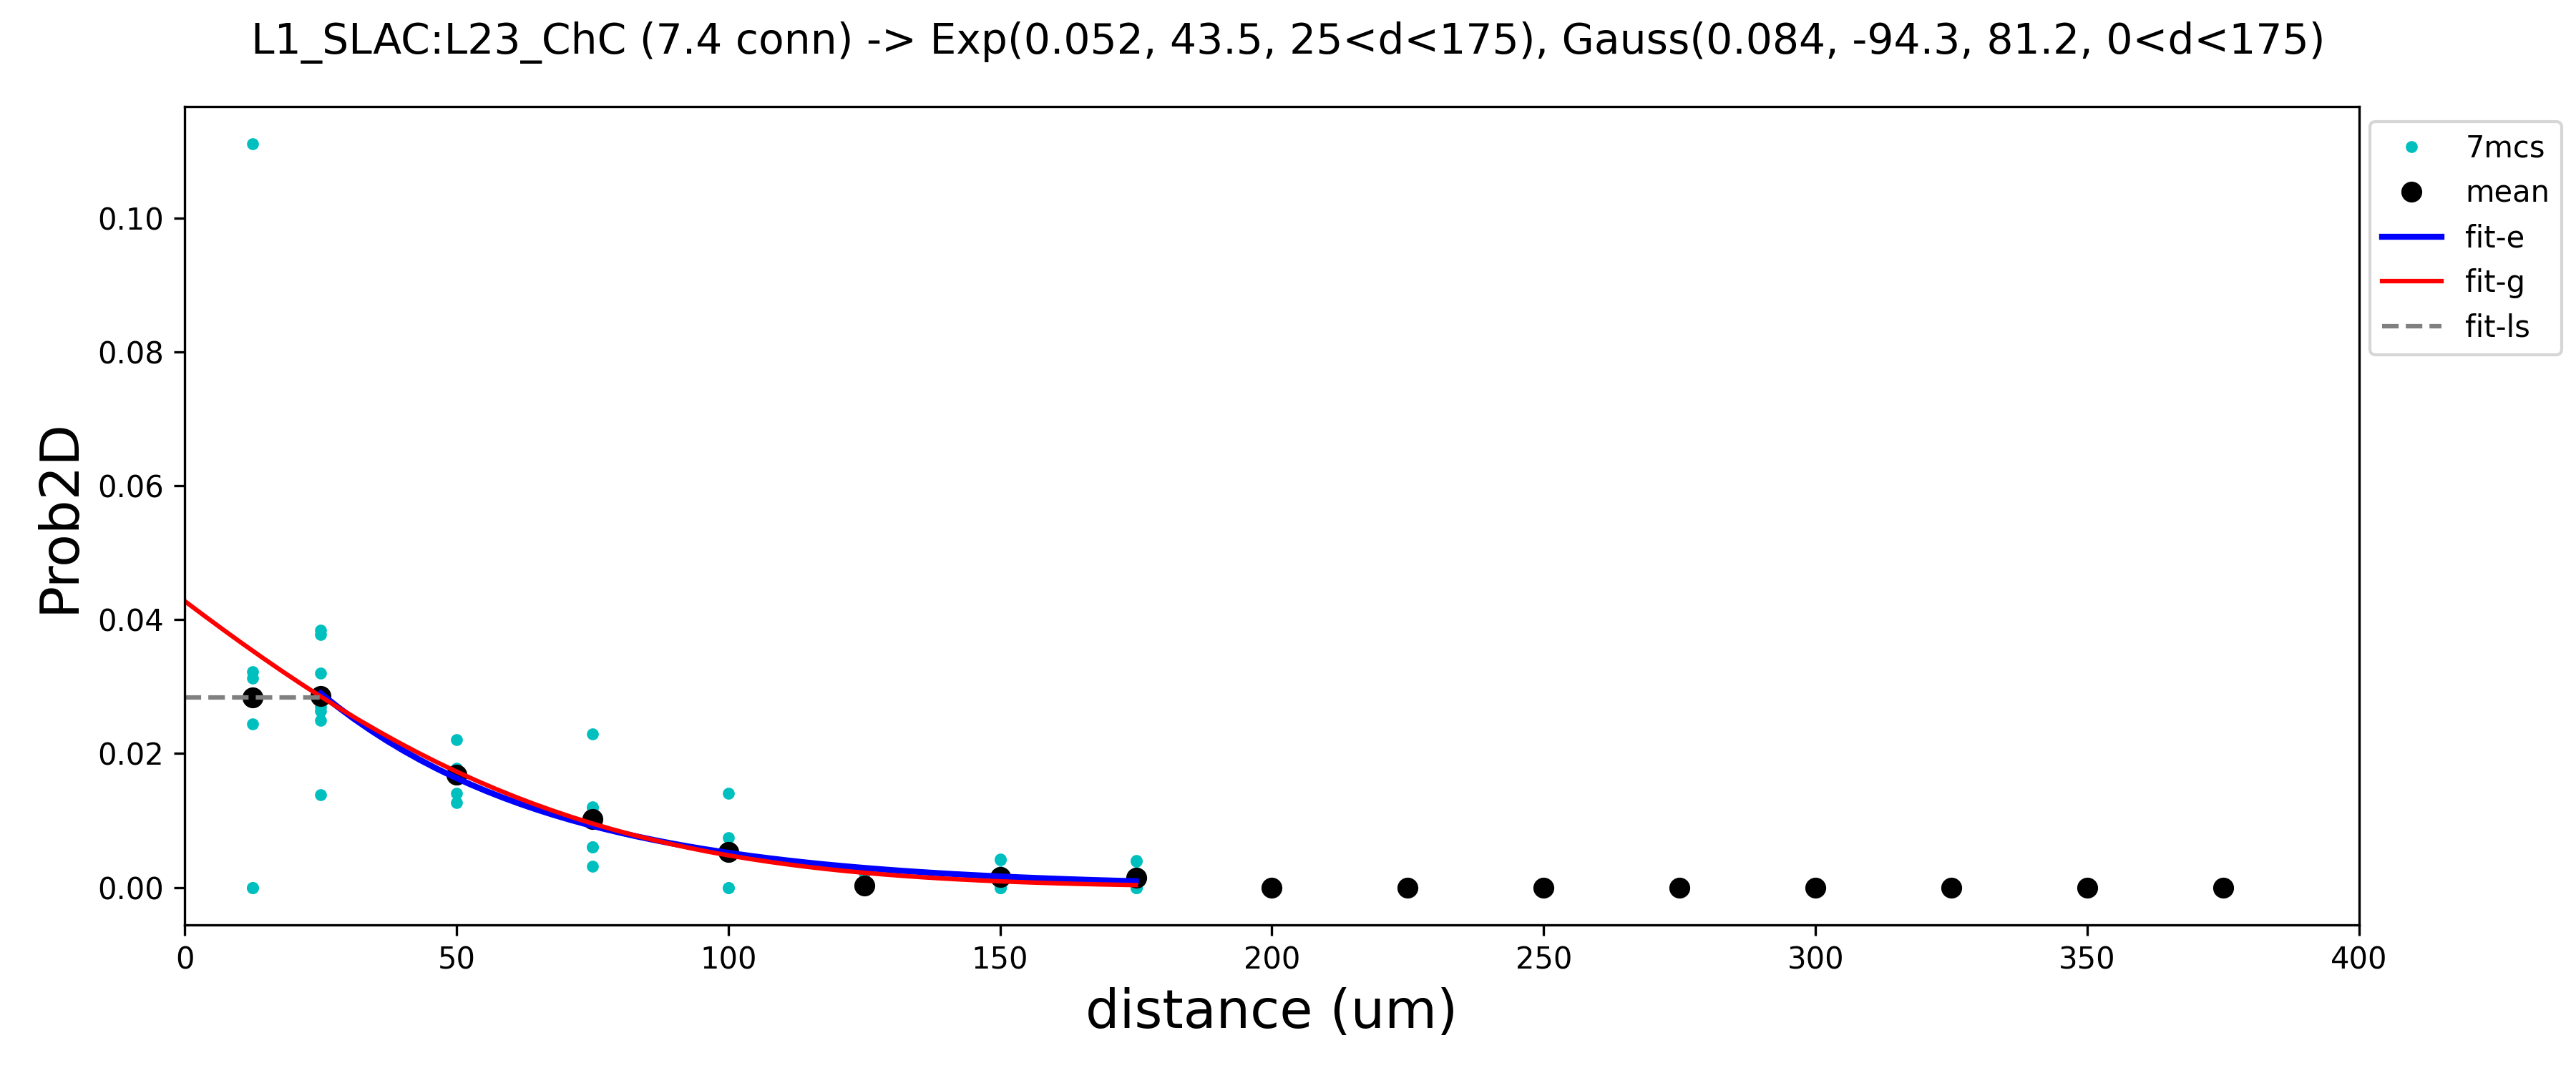 L1_SLAC:L23_ChC (7.4 conn) -> Exp(0.052, 43.5, 25<d<175), Gauss(0.084, -94.3, 81.2, 0<d<175)
7mcs
mean
fit-e
fit-g
fit-ls
Prob2D
0.10
0.08
0.06
0.04
0.02
0.00
0 50 100 150 200 250 300 350 400
distance (um)